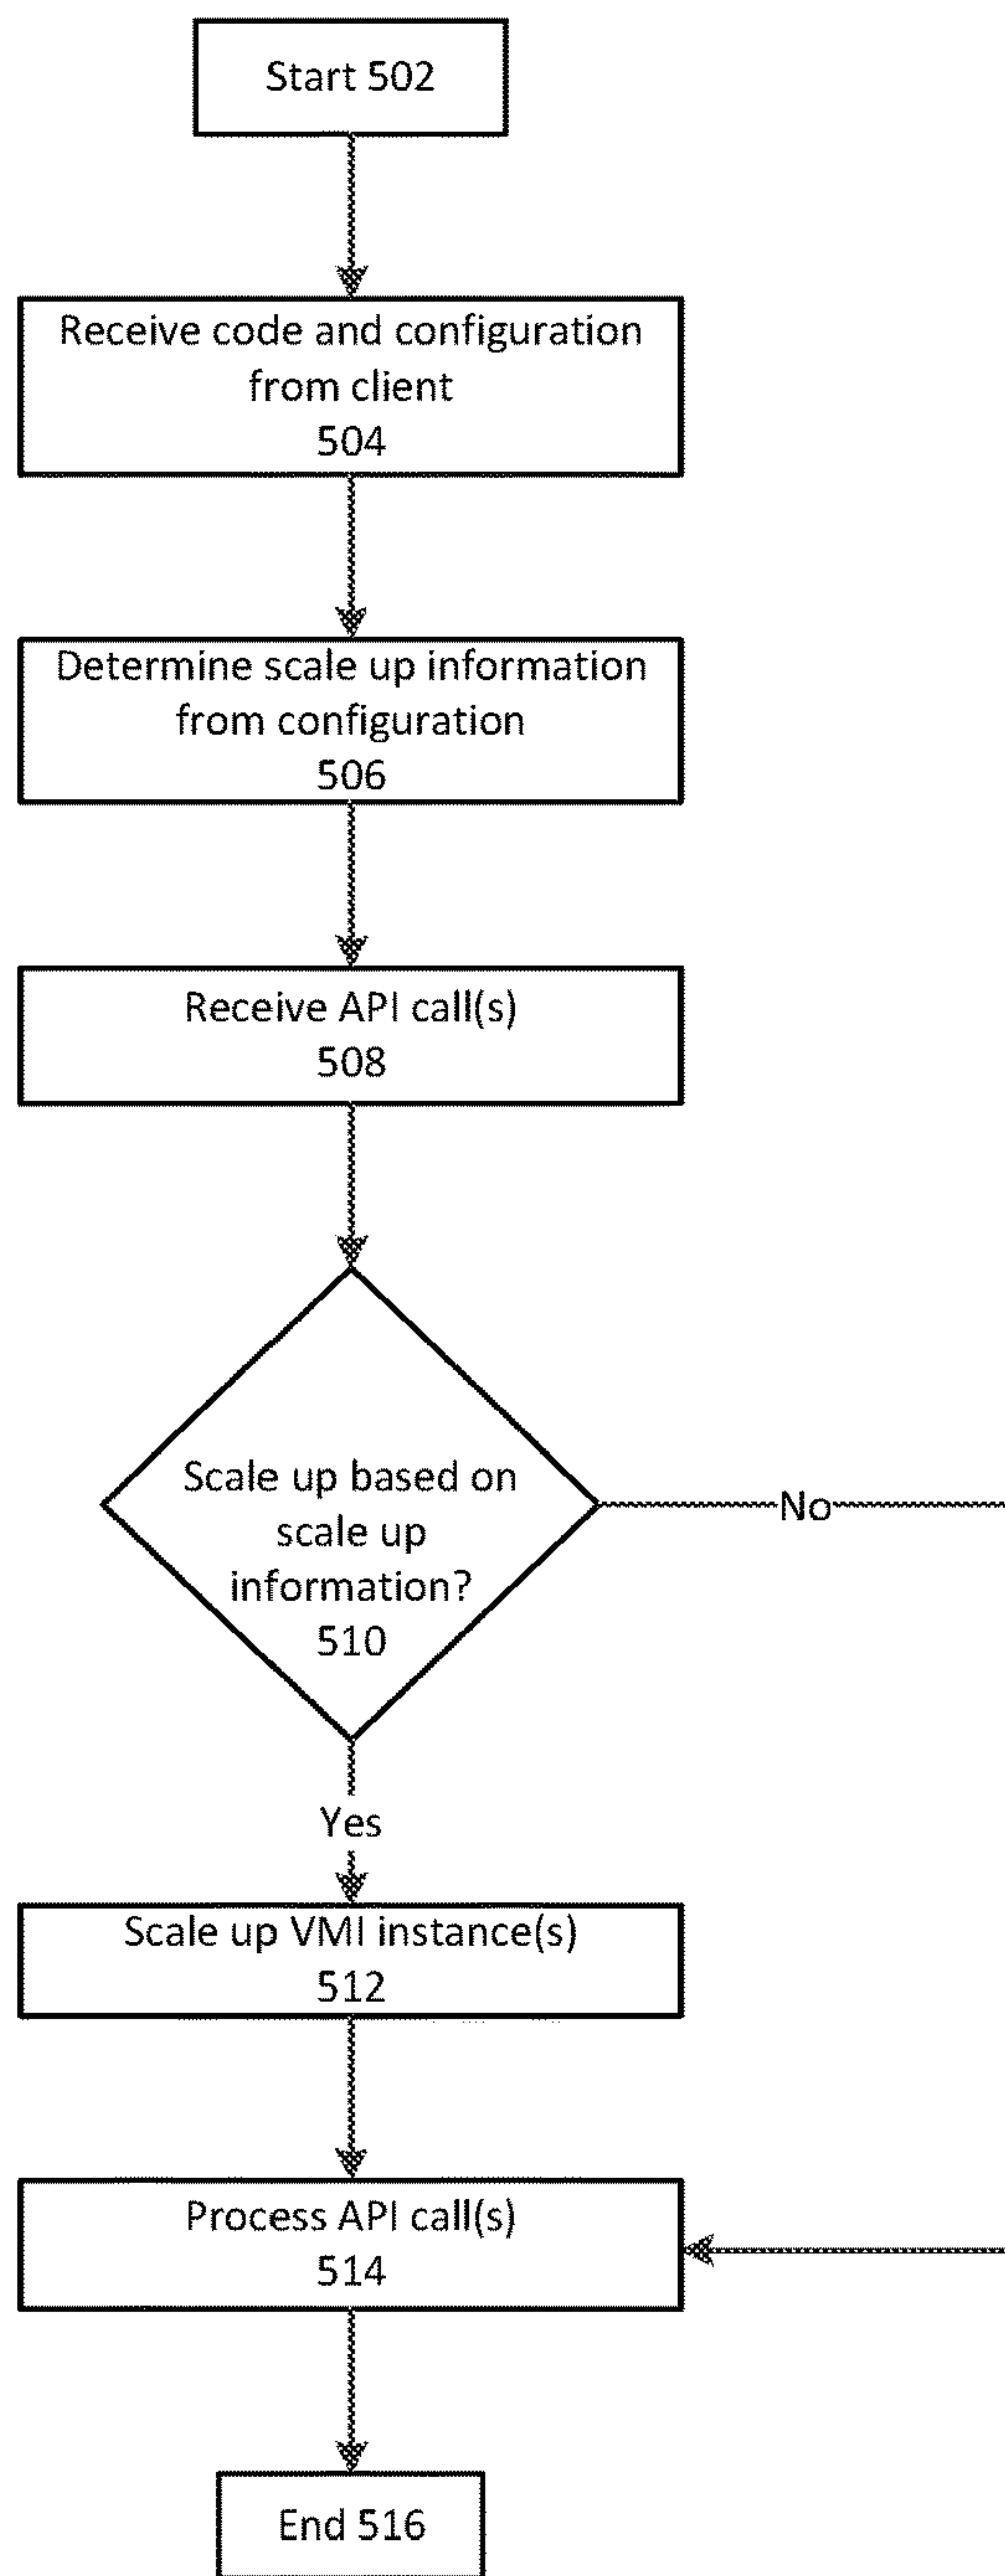 Start 502
Receive code and configuration
from client
504
Determine scale up information
from configuration
506
Receive API call(s)
508
Scale up based on
scale up
information?
510
No
Yes
Scale up VMI instance(s)
512
Process API call(s)
514
End 516